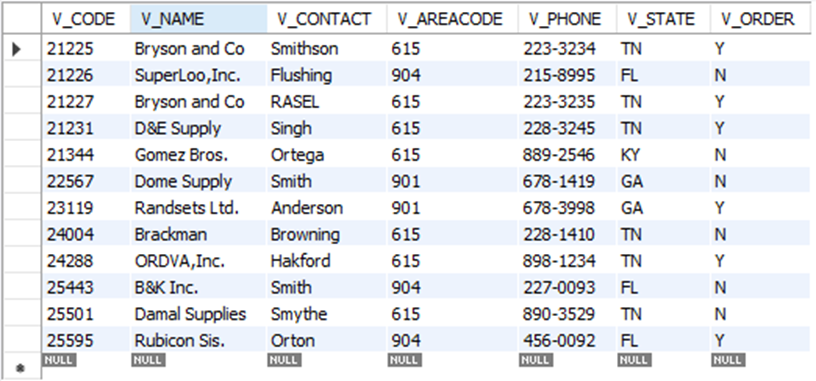 V_CODE V_NAME V_CONTACT V_AREACODE V_PHONE V_STATE V_ORDER
21225 Bryson and Co Smithson 615 223-3234 TN Y
21226 SuperLoo,Inc. Flushing 904 215-8995 FL N
21227 Bryson and Co RASEL 615 223-3235 TN Y
21231 D&E Supply Singh 615 228-3245 TN Y
21344 Gomez Bros. Ortega 615 889-2546 KY N
22567 Dome Supply Smith 901 678-1419 GA N
23119 Randsets Ltd. Anderson 901 678-3998 GA Y
24004 Brackman Browning 615 228-1410 TN N
24288 ORDVA,Inc. Hakford 615 898-1234 TN Y
25443 B&K Inc. Smith 904 227-0093 FL N
25501 Damal Supplies Smythe 615 890-3529 TN N
25595 Rubicon Sis. Orton 904 456-0092 FL Y
NULL NULL NULL NULL NULL NULL NULL